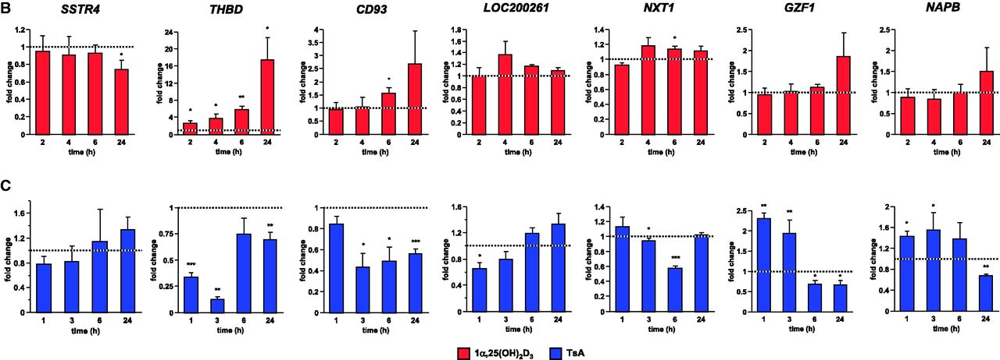 B
SSTR4 THBD CD93 LOC200261 NXT1 GZF1 NAPB
fold change
1.2
1
0.8
0.6
0.4
0.2
0
*
2 4 6 24
time (h)
fold change
24
20
16
12
8
4
0
* * ** *
2 4 6 24
time (h)
fold change
4
3.5
3
2.5
2
1.5
1
0.5
0
*
2 4 6 24
time (h)
fold change
1.8
1.6
1.4
1.2
1.0
0.8
0.6
0.4
0.2
0
2 4 6 24
time (h)
fold change
1.4
1.2
1
0.8
0.6
0.4
0.2
0
*
2 4 6 24
time (h)
fold change
2.5
2
1.5
1
0.5
0
2 4 6 24
time (h)
fold change
2.5
2
1.5
1
0.5
0
2 4 6 24
time (h)
C
fold change
1.6
1.2
1
0.8
0.4
0
1 3 6 24
time (h)
fold change
1
0.75
0.5
0.25
0
*** ** **
1 3 6 24
time (h)
fold change
1
0.8
0.6
0.4
0.2
0
* * ***
1 3 6 24
time (h)
fold change
1.6
1.2
1
0.8
0.4
0
*
1 3 6 24
time (h)
fold change
1.4
1.2
1
0.8
0.6
0.4
0.2
0
* ***
1 3 6 24
time (h)
fold change
2.5
2
1.5
1
0.5
0
** ** * *
1 3 6 24
time (h)
fold change
2
1.6
1.2
1
0.8
0.4
0
* * **
1 3 6 24
time (h)
1α,25(OH)₂D₃ TsA